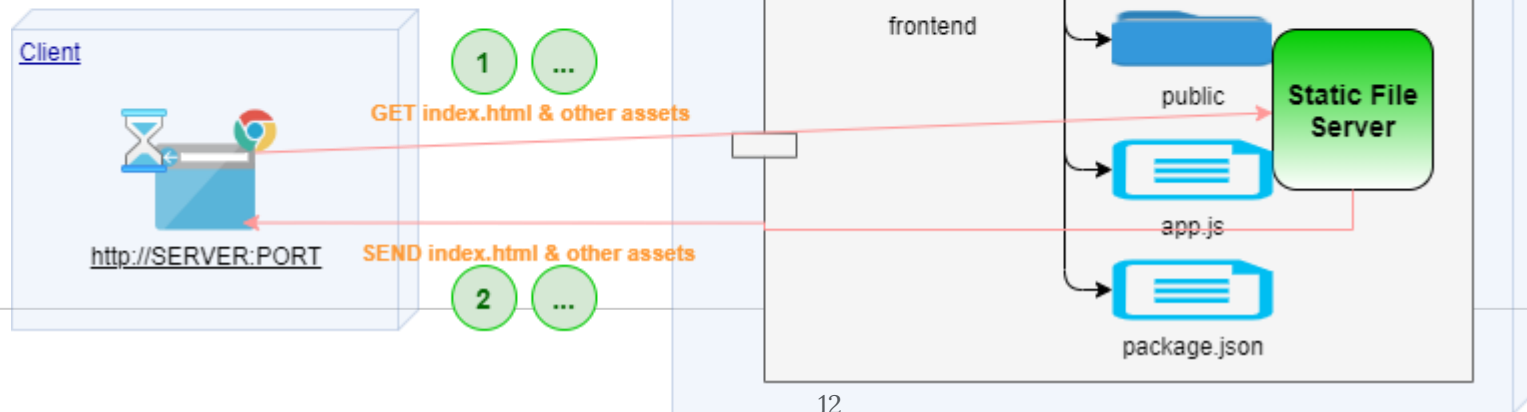 Client
1
...
GET index.html & other assets
http://SERVER:PORT
SEND index.html & other assets
2
...
frontend
public
Static File
Server
app.js
package.json
12